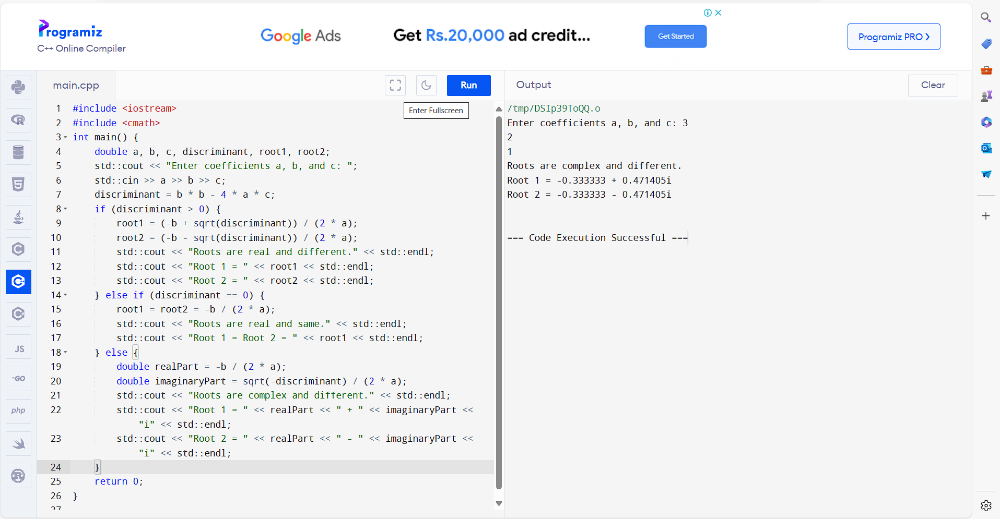 Programiz
C++ Online Compiler
Google Ads
Get Rs.20,000 ad credit...
Get Started
Programiz PRO >
main.cpp
Run
Enter Fullscreen
1 #include <iostream>
2 #include <cmath>
3 int main() {
4     double a, b, c, discriminant, root1, root2;
5     std::cout << "Enter coefficients a, b, and c: ";
6     std::cin >> a >> b >> c;
7     discriminant = b * b - 4 * a * c;
8     if (discriminant > 0) {
9         root1 = (-b + sqrt(discriminant)) / (2 * a);
10         root2 = (-b - sqrt(discriminant)) / (2 * a);
11         std::cout << "Roots are real and different." << std::endl;
12         std::cout << "Root 1 = " << root1 << std::endl;
13         std::cout << "Root 2 = " << root2 << std::endl;
14     } else if (discriminant == 0) {
15         root1 = root2 = -b / (2 * a);
16         std::cout << "Roots are real and same." << std::endl;
17         std::cout << "Root 1 = Root 2 = " << root1 << std::endl;
18     } else {
19         double realPart = -b / (2 * a);
20         double imaginaryPart = sqrt(-discriminant) / (2 * a);
21         std::cout << "Roots are complex and different." << std::endl;
22         std::cout << "Root 1 = " << realPart << " + " << imaginaryPart <<
            "i" << std::endl;
23         std::cout << "Root 2 = " << realPart << " - " << imaginaryPart <<
            "i" << std::endl;
24     }
25     return 0;
26 }
27
Output
Clear
/tmp/DSIp39ToQQ.o
Enter coefficients a, b, and c: 3
2
1
Roots are complex and different.
Root 1 = -0.333333 + 0.471405i
Root 2 = -0.333333 - 0.471405i
=== Code Execution Successful ===
R
5
C
C+
C
JS
GO
php
R